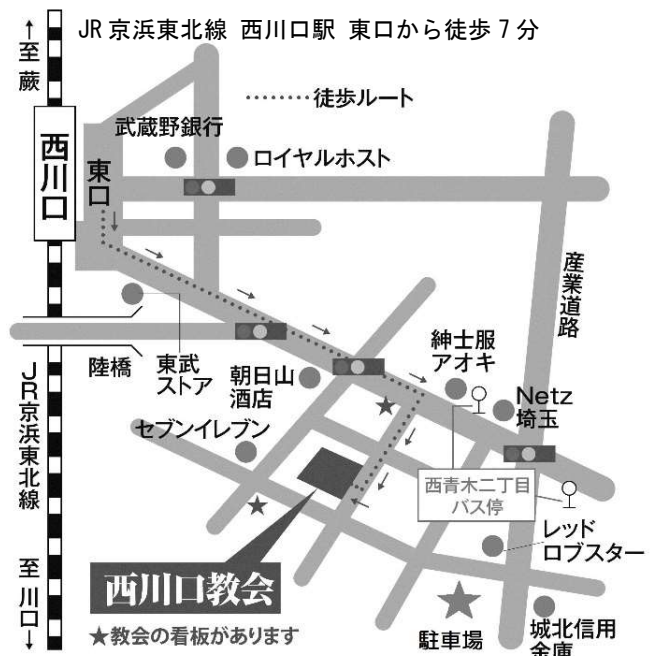 JR京浜東北線 西川口駅 東口から徒歩7分
↑至 蕨
徒歩ルート
武蔵野銀行
ロイヤルホスト
西川口
東口
産業道路
陸橋
東武
ストア
朝日山
酒店
紳士服
アオキ
Netz
埼玉
セブンイレブン
JR京浜東北線
西青木二丁目
バス停
レッド
ロブスター
西川口教会
★教会の看板があります
至 川口↓
駐車場
城北信用
金庫